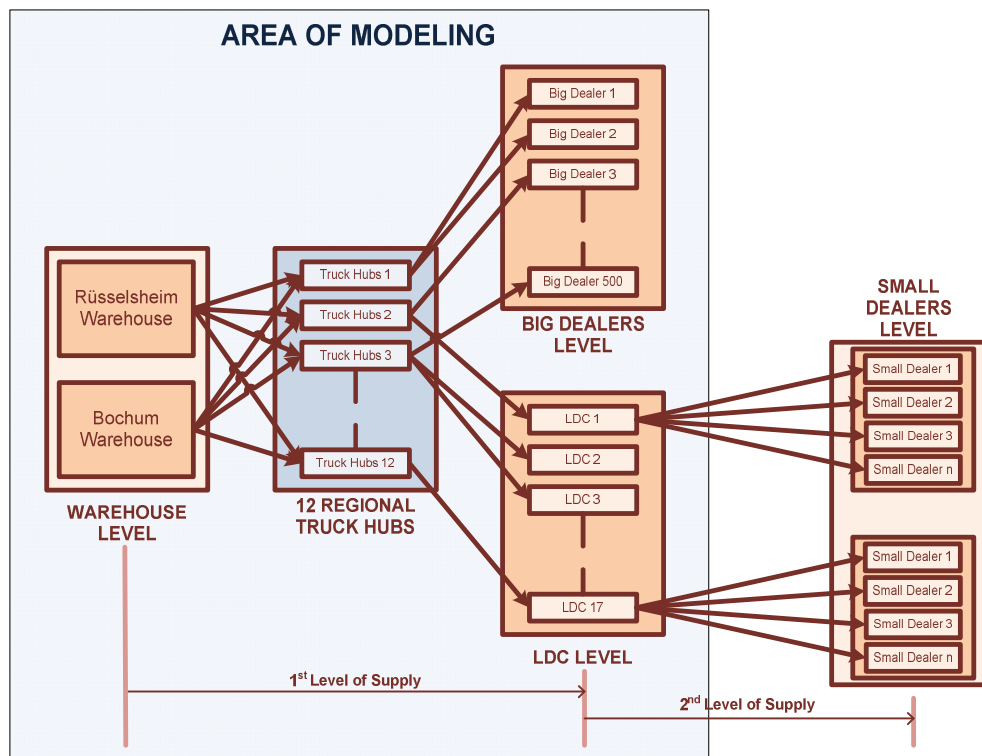 AREA OF MODELING
Big Dealer 1
Big Dealer 2
Big Dealer 3
Big Dealer 500
BIG DEALERS
LEVEL
Rüsselsheim
Warehouse
Bochum
Warehouse
WAREHOUSE
LEVEL
Truck Hubs 1
Truck Hubs 2
Truck Hubs 3
Truck Hubs 12
12 REGIONAL
TRUCK HUBS
LDC 1
LDC 2
LDC 3
LDC 17
LDC LEVEL
SMALL
DEALERS
LEVEL
Small Dealer 1
Small Dealer 2
Small Dealer 3
Small Dealer n
Small Dealer 1
Small Dealer 2
Small Dealer 3
Small Dealer n
1st Level of Supply
2nd Level of Supply